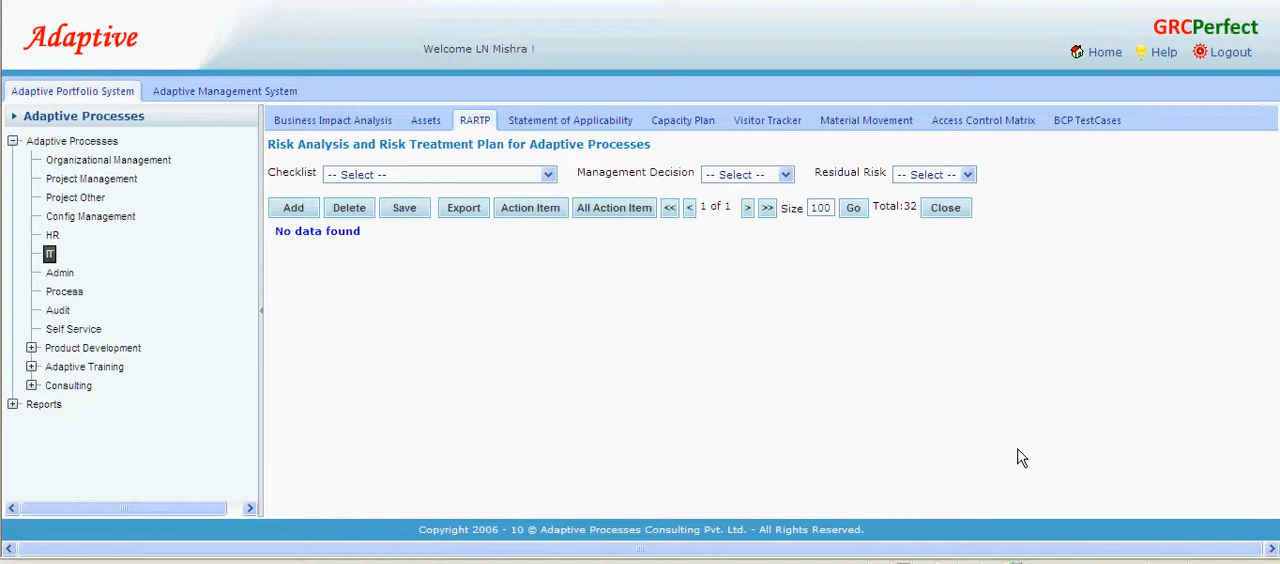 Adaptive
Welcome LN Mishra !
GRCPerfect
Home Help Logout
Adaptive Portfolio System Adaptive Management System
Adaptive Processes
Adaptive Processes
Organizational Management
Project Management
Project Other
Config Management
HR
IT
Admin
Process
Audit
Self Service
Product Development
Adaptive Training
Consulting
Reports
Business Impact Analysis Assets RARTP Statement of Applicability Capacity Plan Visitor Tracker Material Movement Access Control Matrix BCP TestCases
Risk Analysis and Risk Treatment Plan for Adaptive Processes
Checklist -- Select -- Management Decision -- Select -- Residual Risk -- Select --
Add Delete Save Export Action Item All Action Item << < 1 of 1 > >> Size 100 Go Total:32 Close
No data found
Copyright 2006 - 10 © Adaptive Processes Consulting Pvt. Ltd. - All Rights Reserved.